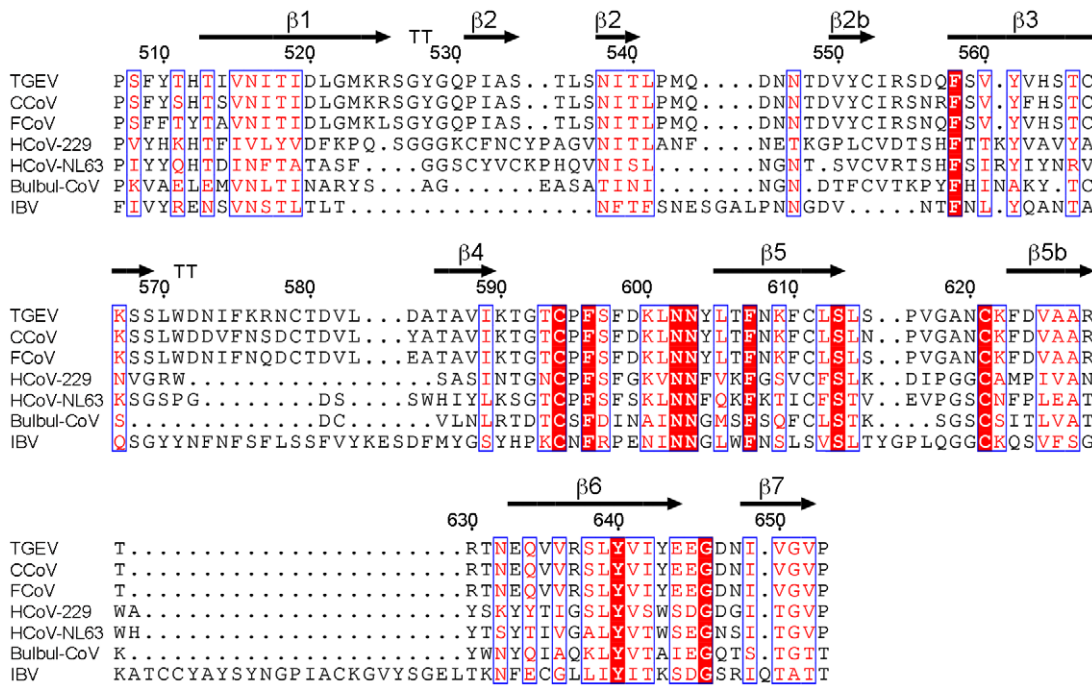 β1 TT β2 β2 β2b β3
510 520 530 540 550 560
TGEV PSFYTHTIVNITIDLGMKRSGYGQPIAS..TLSNITLPMQ....DNNTDVYCIRSDQFSV.YVHSTC
CCoV PSFYSHTSVNITIDLGMKRSGYGQPIAS..TLSNITLPMQ....DNNTDVYCIRSNRFSV.YFHSTC
FCoV PSFFTYTAVNITIDLGMKLSGYGQPIAS..TLSNITLPMQ....DNNTDVYCIRSNQFSV.YVHSTC
HCoV-229 PVYHKHTFIVLYVDFKPQ.SGGGKCFNCYPAGVNITLANF....NETKGPLCVDTSHFTTKYVAVYA
HCoV-NL63 PIYYQHTDINFTATASF...GGSCYVCKPHQVNISL.......NGNT.SVCVRTSHFSIRYIYNRV
Bulbul-CoV PKVAELEMVNLTINARYS..AG.....EASATINI.......NGN.DTFCVTKPYFHINAKY.TC
IBV FIVYRENSVNSTLTLT.................NFTFSNESGALPNNGDV.....NTFNL.YQANTA
TT β4 β5 β5b
570 580 590 600 610 620
TGEV KSSLWDNIFKRNCTDVL..DATAVIKTGTCPFSFDKLNNYLTFNKFCLSLS..PVGANCKFDVAAR
CCoV KSSLWDDVFNSDCTDVL..YATAVIKTGTCPFSFDKLNNYLTFNKFCLSLN..PVGANCKFDVAAR
FCoV KSSLWDNIFNQDCTDVL..EATAVIKTGTCPFSFDKLNNYLTFNKFCLSLS..PVGANCKFDVAAR
HCoV-229 NVGRW.................SASINTGNCPFSFGKVNNFVKFGSVCFSLK..DIPGGCAMPIVAN
HCoV-NL63 KSGSPG........DS...SWHIYLKSGTCPFSFSKLNNFQKFKTICFSTV..EVPGSCNFPLEAT
Bulbul-CoV S.............DC......VLNLRTDTCSFDINAINNGMSFSQFCLSTK...SQGSCSITLVAT
IBV QSGYYNFNFSFLSSFVYKESDFMYGSYHPKCNFRPENINNGLWFNSLSVSLTYGPLQGGCKQSVFSG
β6 β7
630 640 650
TGEV T.......................RTNEQVVRSLYVIYEEGDNI.VGVP
CCoV T.......................RTNEQVVRSLYVIYEEGDNI.VGVP
FCoV T.......................RTNEQVVRSLYVIYEEGDNI.VGVP
HCoV-229 WA......................YSKYYTIGSLYVSWSDGDGI.TGVP
HCoV-NL63 WH......................YTSYTIVGALYVTWSEGNSI.TGVP
Bulbul-CoV K.......................YWNYQIAQKLYVTAIEGQTS.TGTT
IBV KATCCYAYSYNGPIACKGVYSGELTKNFECGLLIYITKSDGSRIQTATT